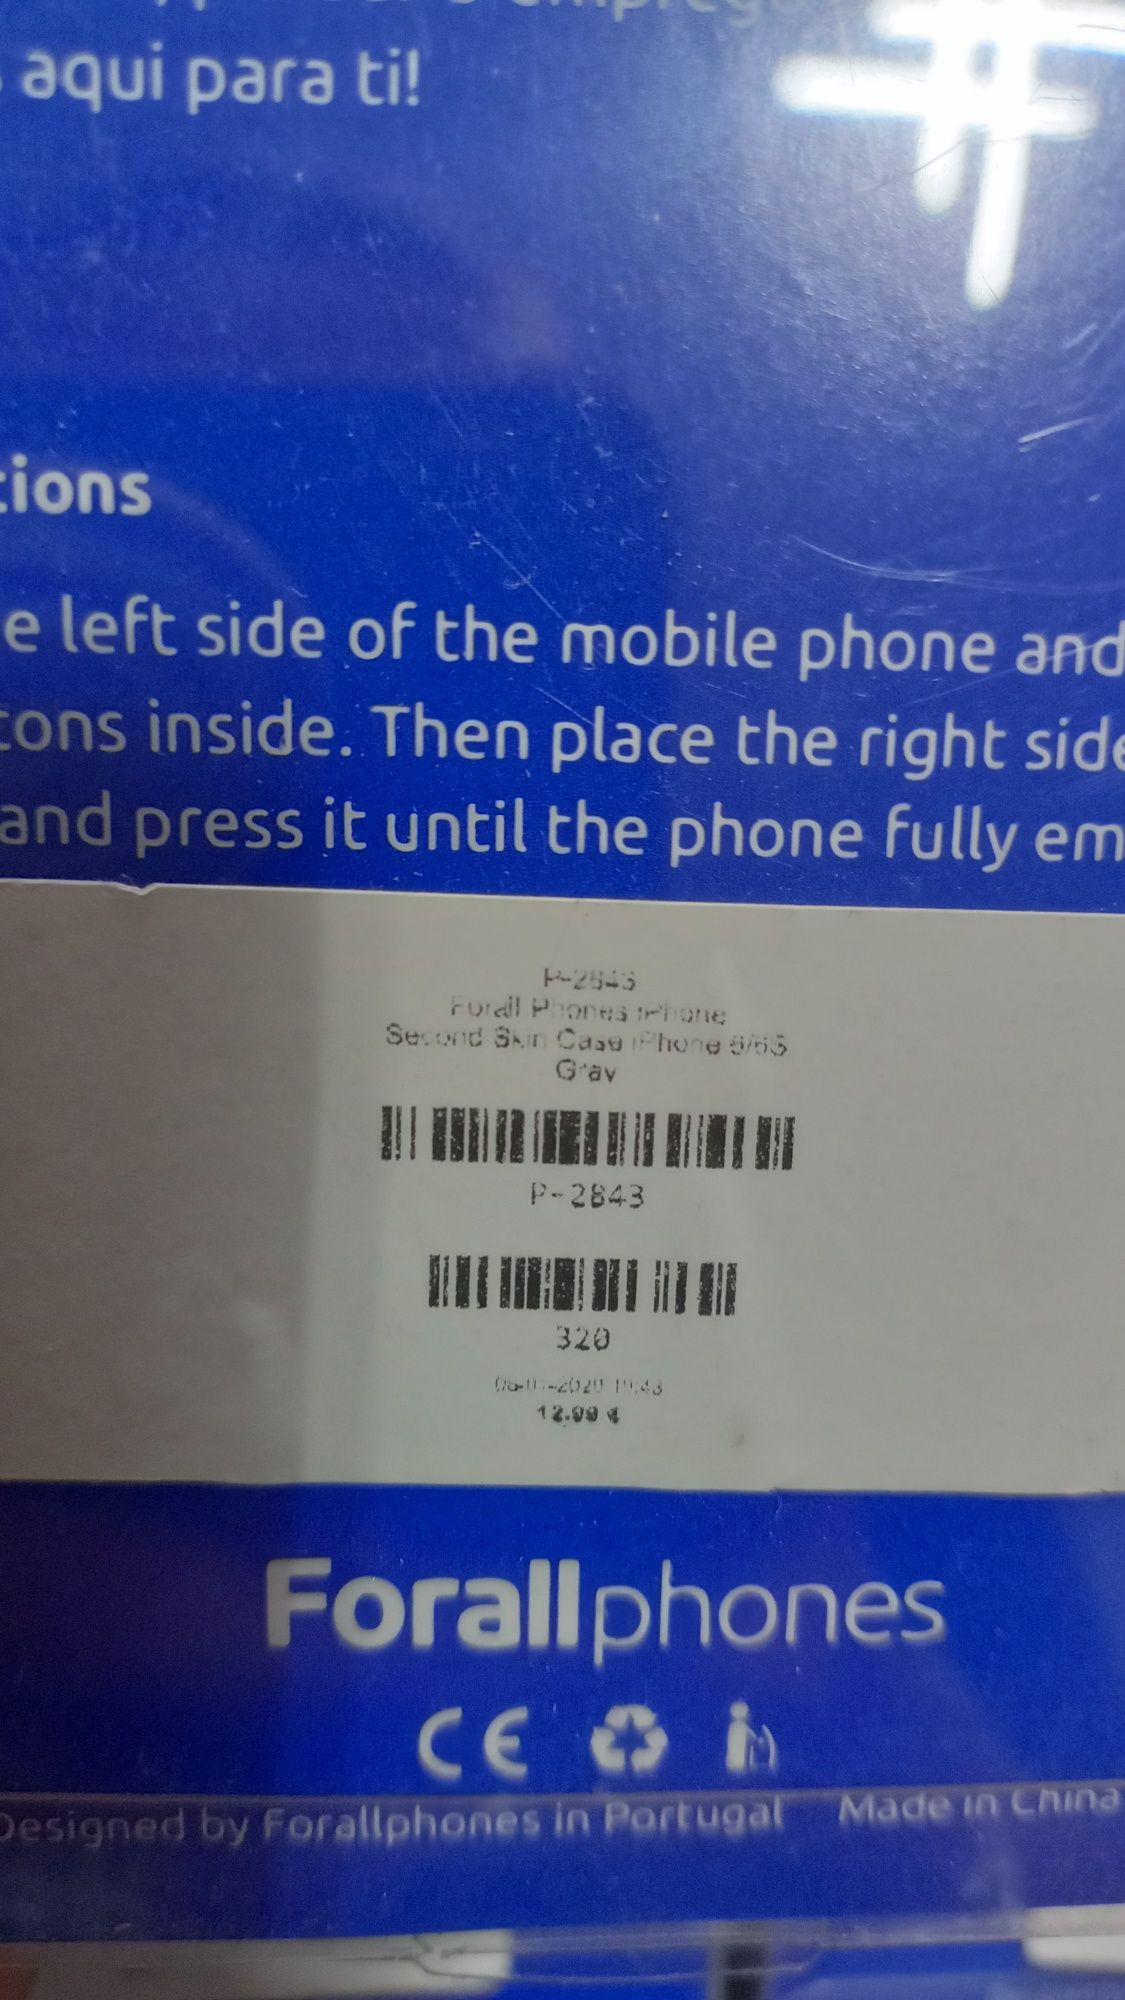 aqui para ti!
tions
e left side of the mobile phone and
tons inside. Then place the right side
and press it until the phone fully em
P-2843
Forall Phones iPhone
Second Skin Case iPhone 6/6S
Gray
P-2843
320
12.99 €
Forallphones
CE
Designed by Forallphones in Portugal Made in China